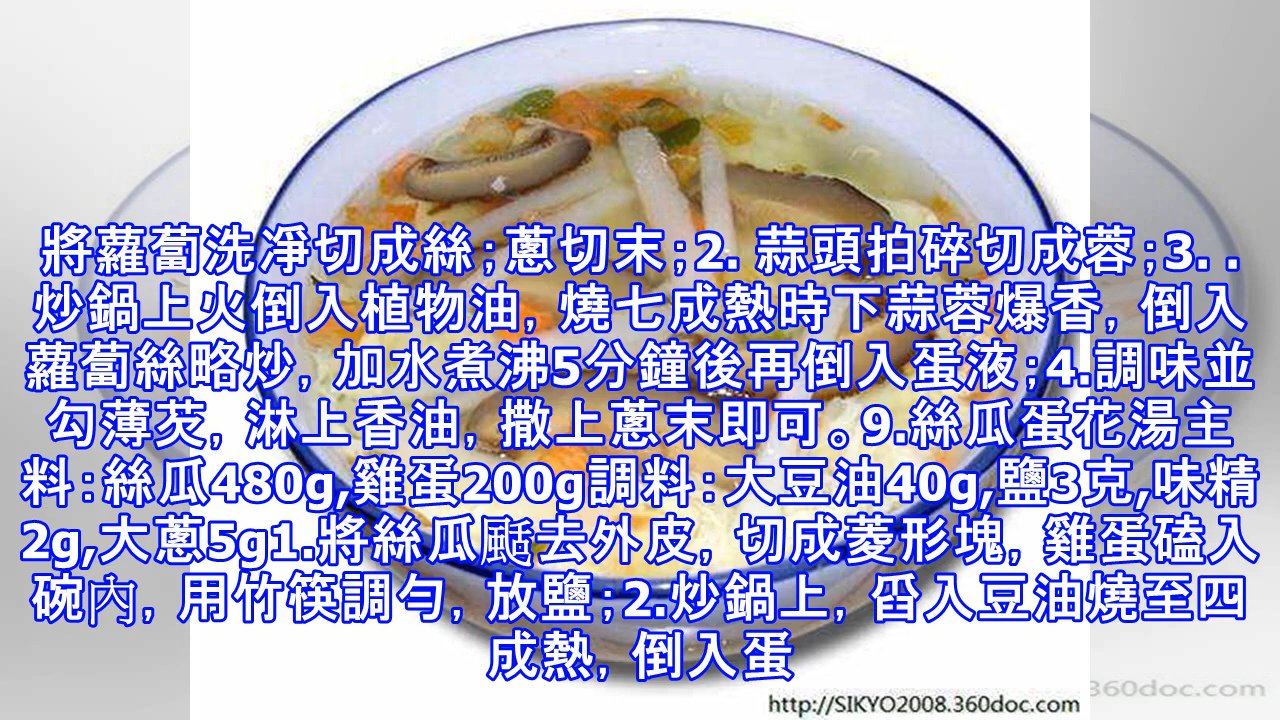 將蘿蔔洗凈切成絲;蔥切末;2. 蒜頭拍碎切成蓉;3. .
炒鍋上火倒入植物油, 燒七成熱時下蒜蓉爆香, 倒入
蘿蔔絲略炒, 加水煮沸5分鐘後再倒入蛋液;4.調味並
勾薄芡, 淋上香油, 撒上蔥末即可。9.絲瓜蛋花湯主
料:絲瓜480g,雞蛋200g調料:大豆油40g,鹽3克,味精
2g,大蔥5g1.將絲瓜颳去外皮, 切成菱形塊, 雞蛋磕入
碗內, 用竹筷調勻, 放鹽;2.炒鍋上, 舀入豆油燒至四
成熱, 倒入蛋
360doc.com
http://SIKYO2008.360doc.com